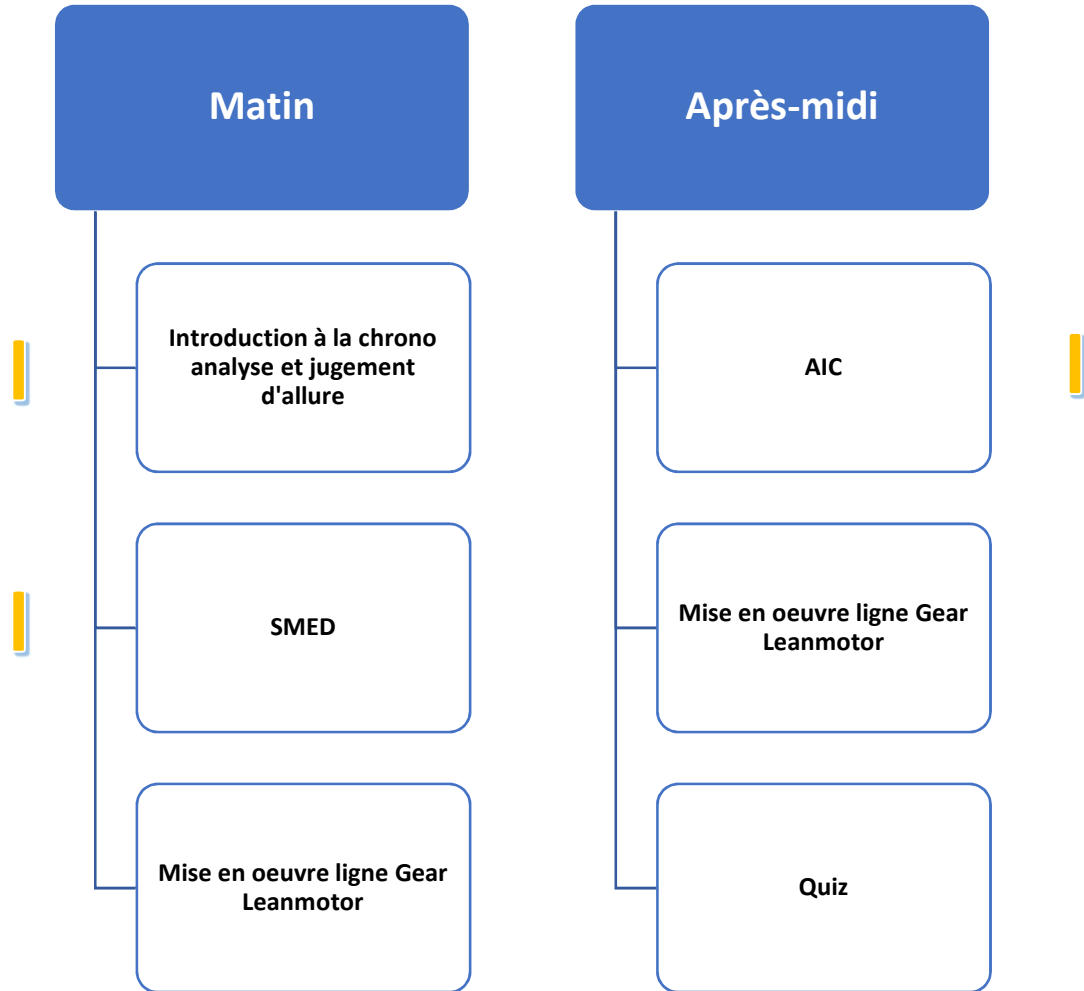 Matin
Introduction à la chrono
analyse et jugement
d'allure
SMED
Mise en oeuvre ligne Gear
Leanmotor
Après-midi
AIC
Mise en oeuvre ligne Gear
Leanmotor
Quiz